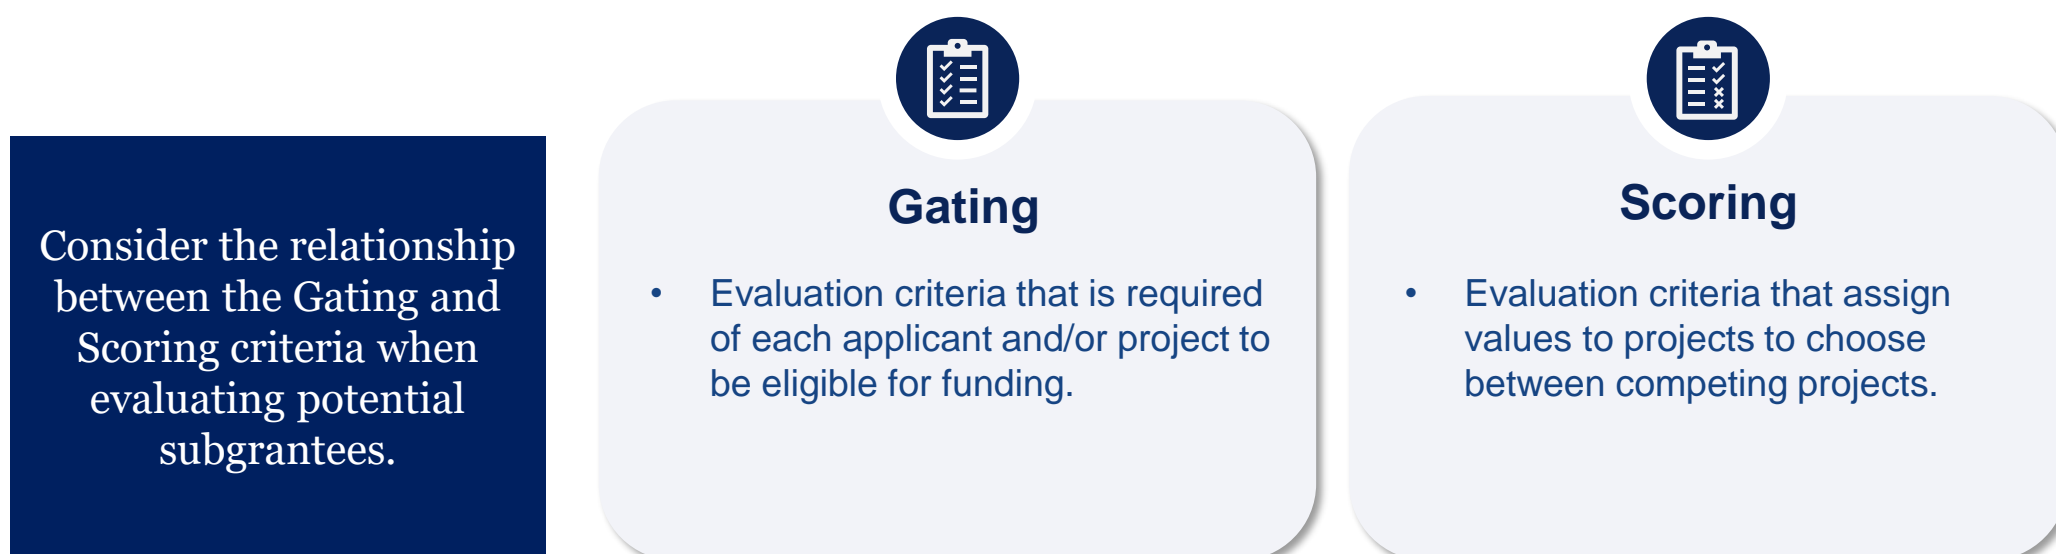 Consider the relationship
between the Gating and
Scoring criteria when
evaluating potential
subgrantees.
Gating
• Evaluation criteria that is required
of each applicant and/or project to
be eligible for funding.
Scoring
• Evaluation criteria that assign
values to projects to choose
between competing projects.